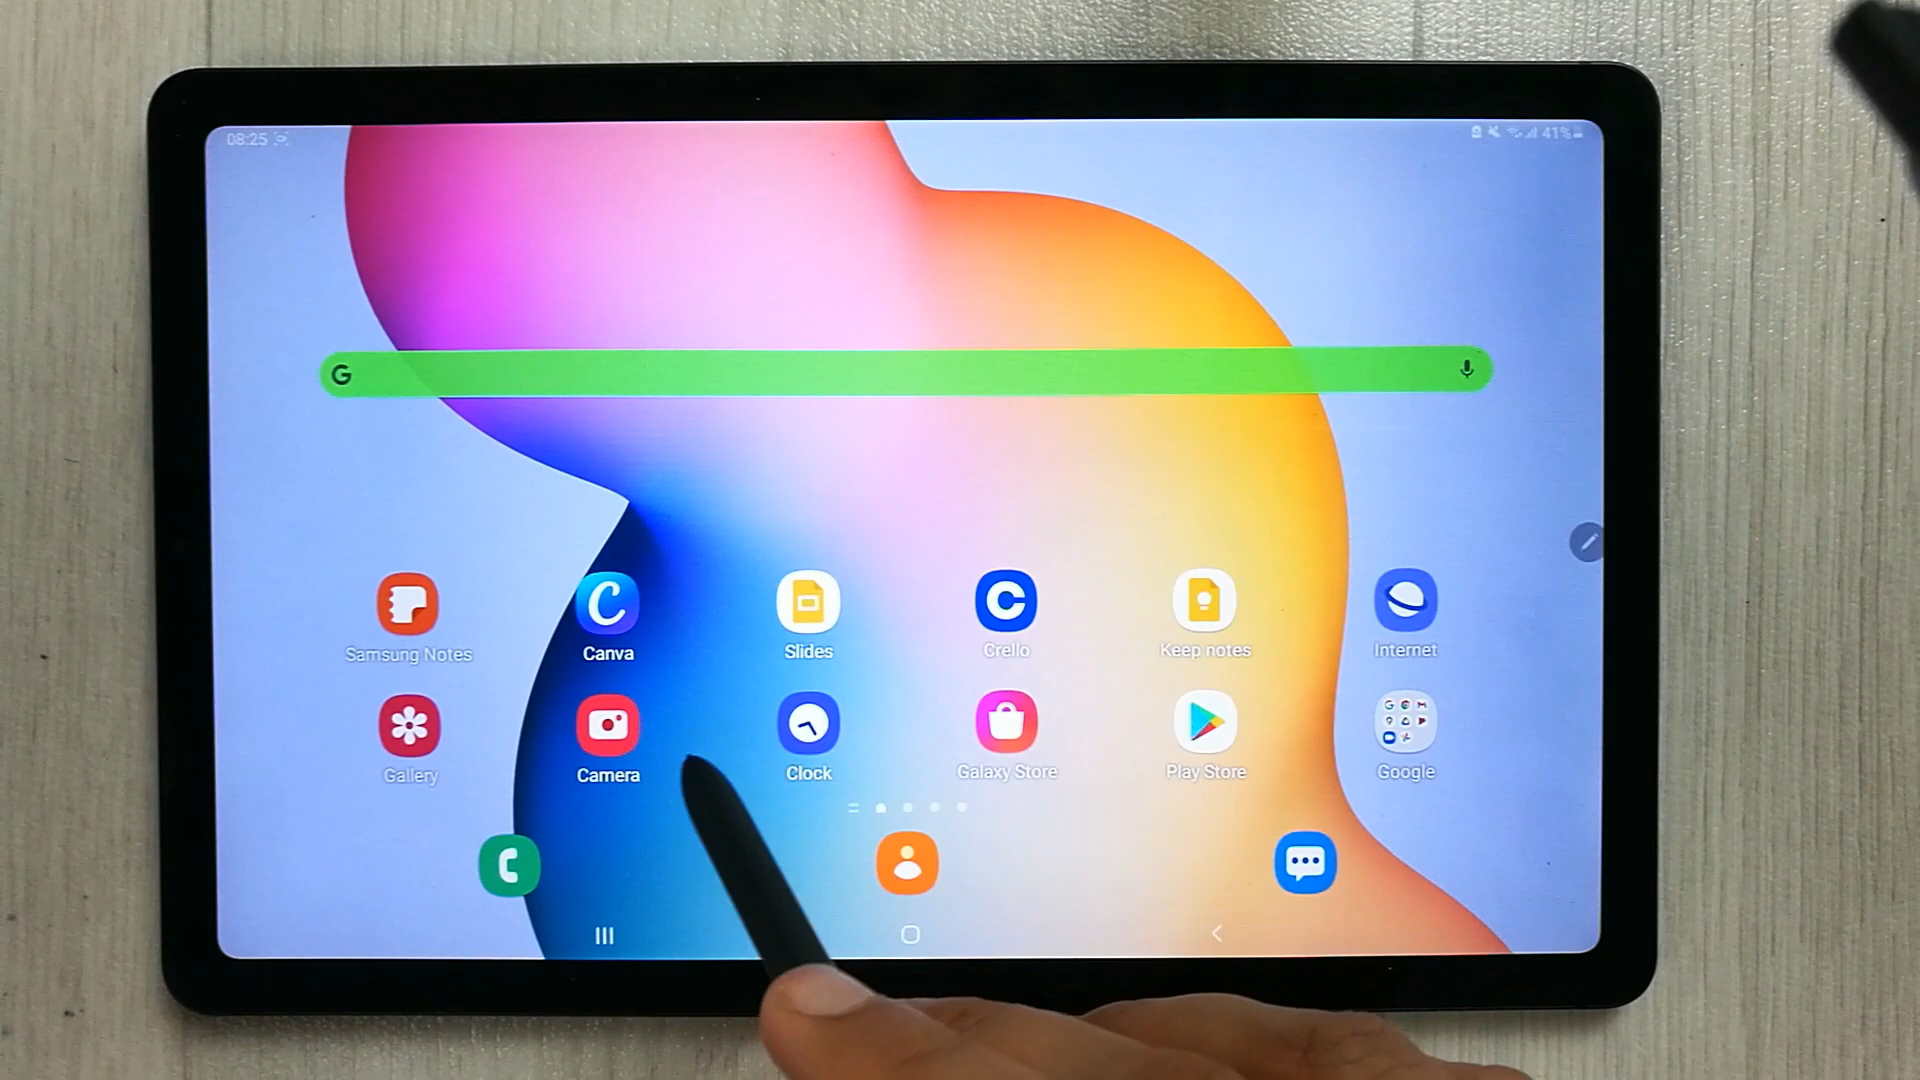 08:25 41%
G
Samsung Notes Canva Slides Crello Keep notes Internet
Gallery Camera Clock Galaxy Store Play Store Google